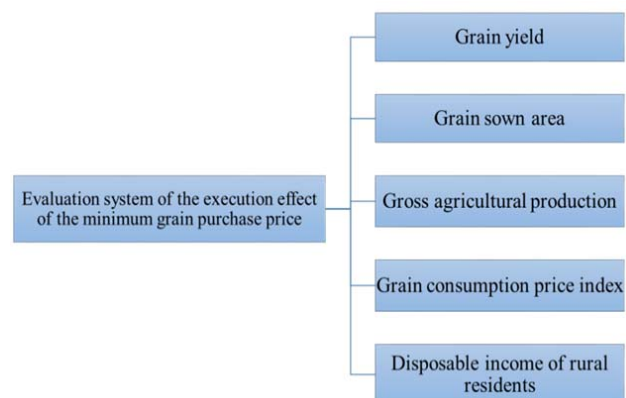 Grain yield
Grain sown area
Evaluation system of the execution effect
of the minimum grain purchase price
Gross agricultural production
Grain consumption price index
Disposable income of rural
residents